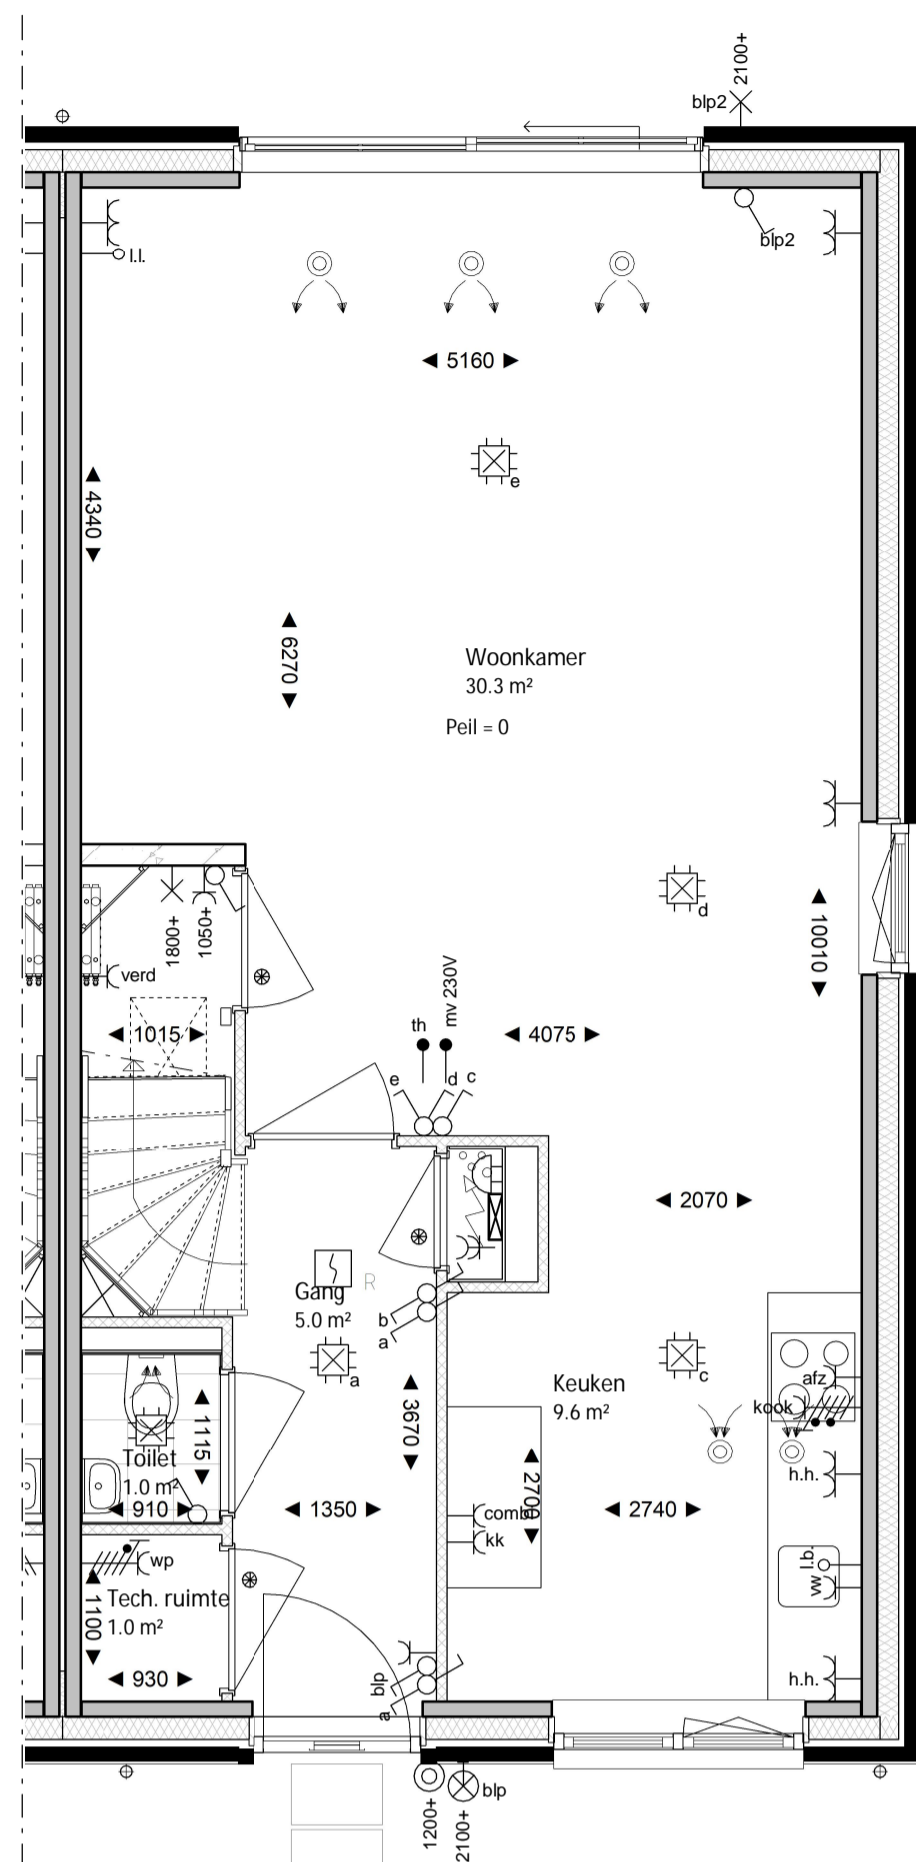 2100+
blp2
blp2
l.l.
5160
e
4340
6270
Woonkamer
30.3 m²
Peil = 0
d
10010
1800+
1050+
verd
1015
th
mv 230V
4075
e
d
c
2070
R
Gang
5.0 m²
b
a
a
c
Keuken
9.6 m²
afz
kook
h.h.
Toilet
1.0 m²
1115
910
3670
1350
2700
2740
combi
kk
wp
Tech. ruimte
1.0 m²
1100
930
l.q.
vw
h.h.
blp
a
blp
1200+
2100+